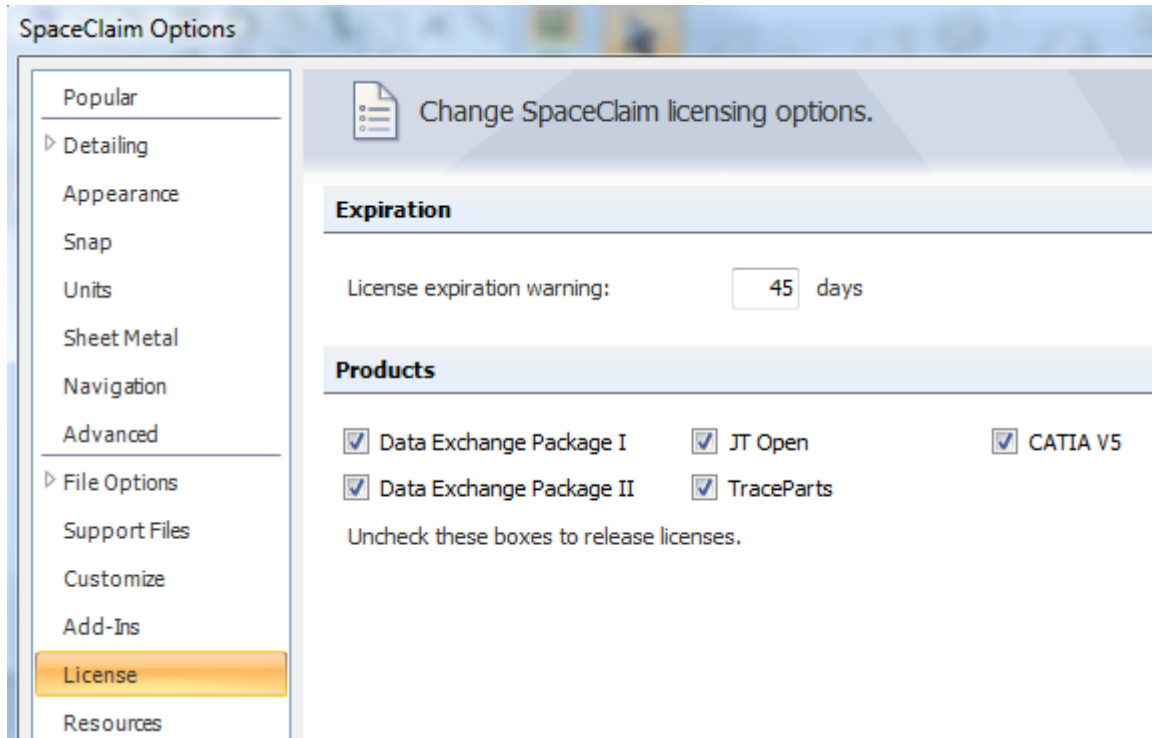 SpaceClaim Options
Popular
Detailing
Appearance
Snap
Units
Sheet Metal
Navigation
Advanced
File Options
Support Files
Customize
Add-Ins
License
Resources
Change SpaceClaim licensing options.
Expiration
License expiration warning: 45 days
Products
Data Exchange Package I JT Open CATIA V5
Data Exchange Package II TraceParts
Uncheck these boxes to release licenses.